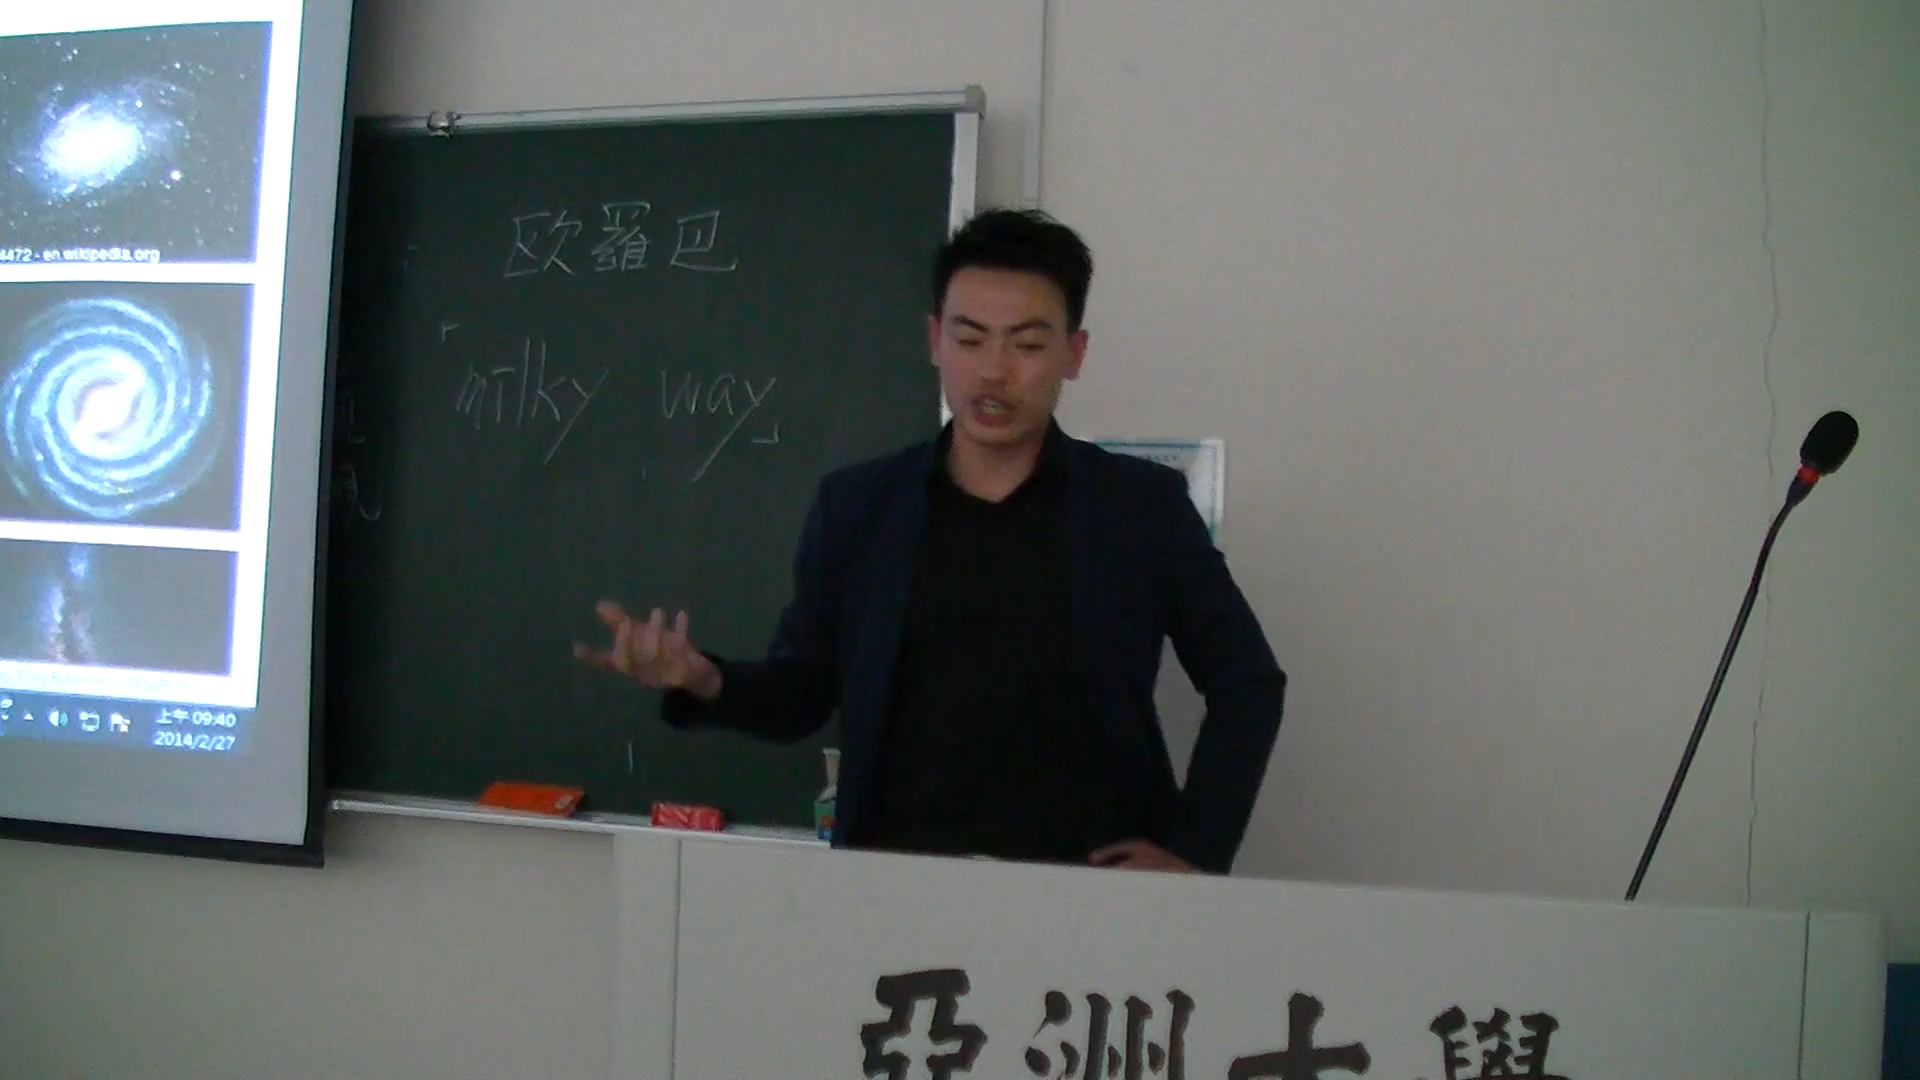 4472 - en.wikipedia.org
上午 09:40
2014/2/27
欧羅巴
「milky way」
亞洲大學